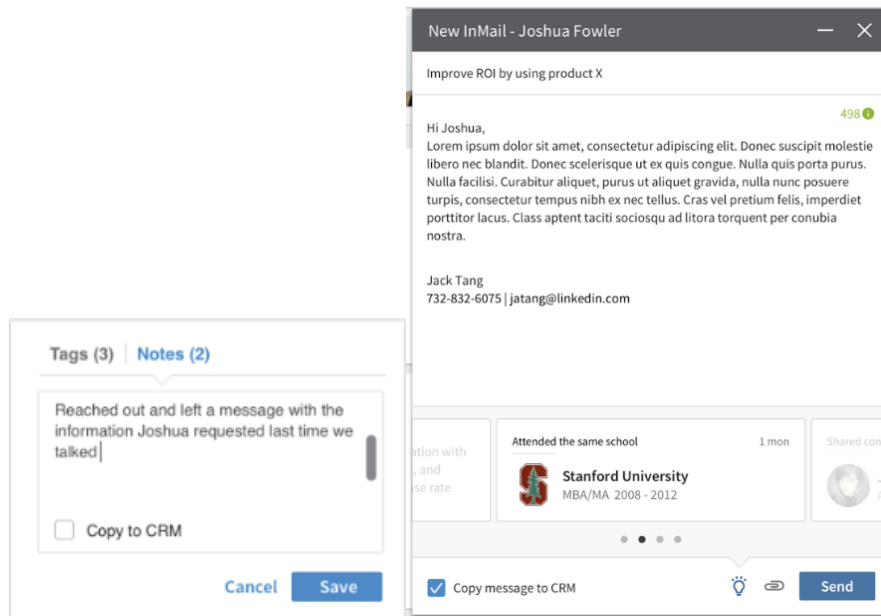 New InMail - Joshua Fowler
Improve ROI by using product X
498
Hi Joshua,
Lorem ipsum dolor sit amet, consectetur adipiscing elit. Donec suscipit molestie
libero nec blandit. Donec scelerisque ut ex quis congue. Nulla quis porta purus.
Nulla facilisi. Curabitur aliquet, purus ut aliquet gravida, nulla nunc posuere
turpis, consectetur tempus nibh ex nec tellus. Cras vel pretium felis, imperdiet
porttitor lacus. Class aptent taciti sociosqu ad litora torquent per conubia
nostra.
Jack Tang
732-832-6075 | jatang@linkedin.com
Tags (3) | Notes (2)
Reached out and left a message with the
information Joshua requested last time we
talked
Copy to CRM
Cancel Save
with
and
rate
Attended the same school 1 mon
Stanford University
MBA/MA 2008 - 2012
Shared
Copy message to CRM
Send